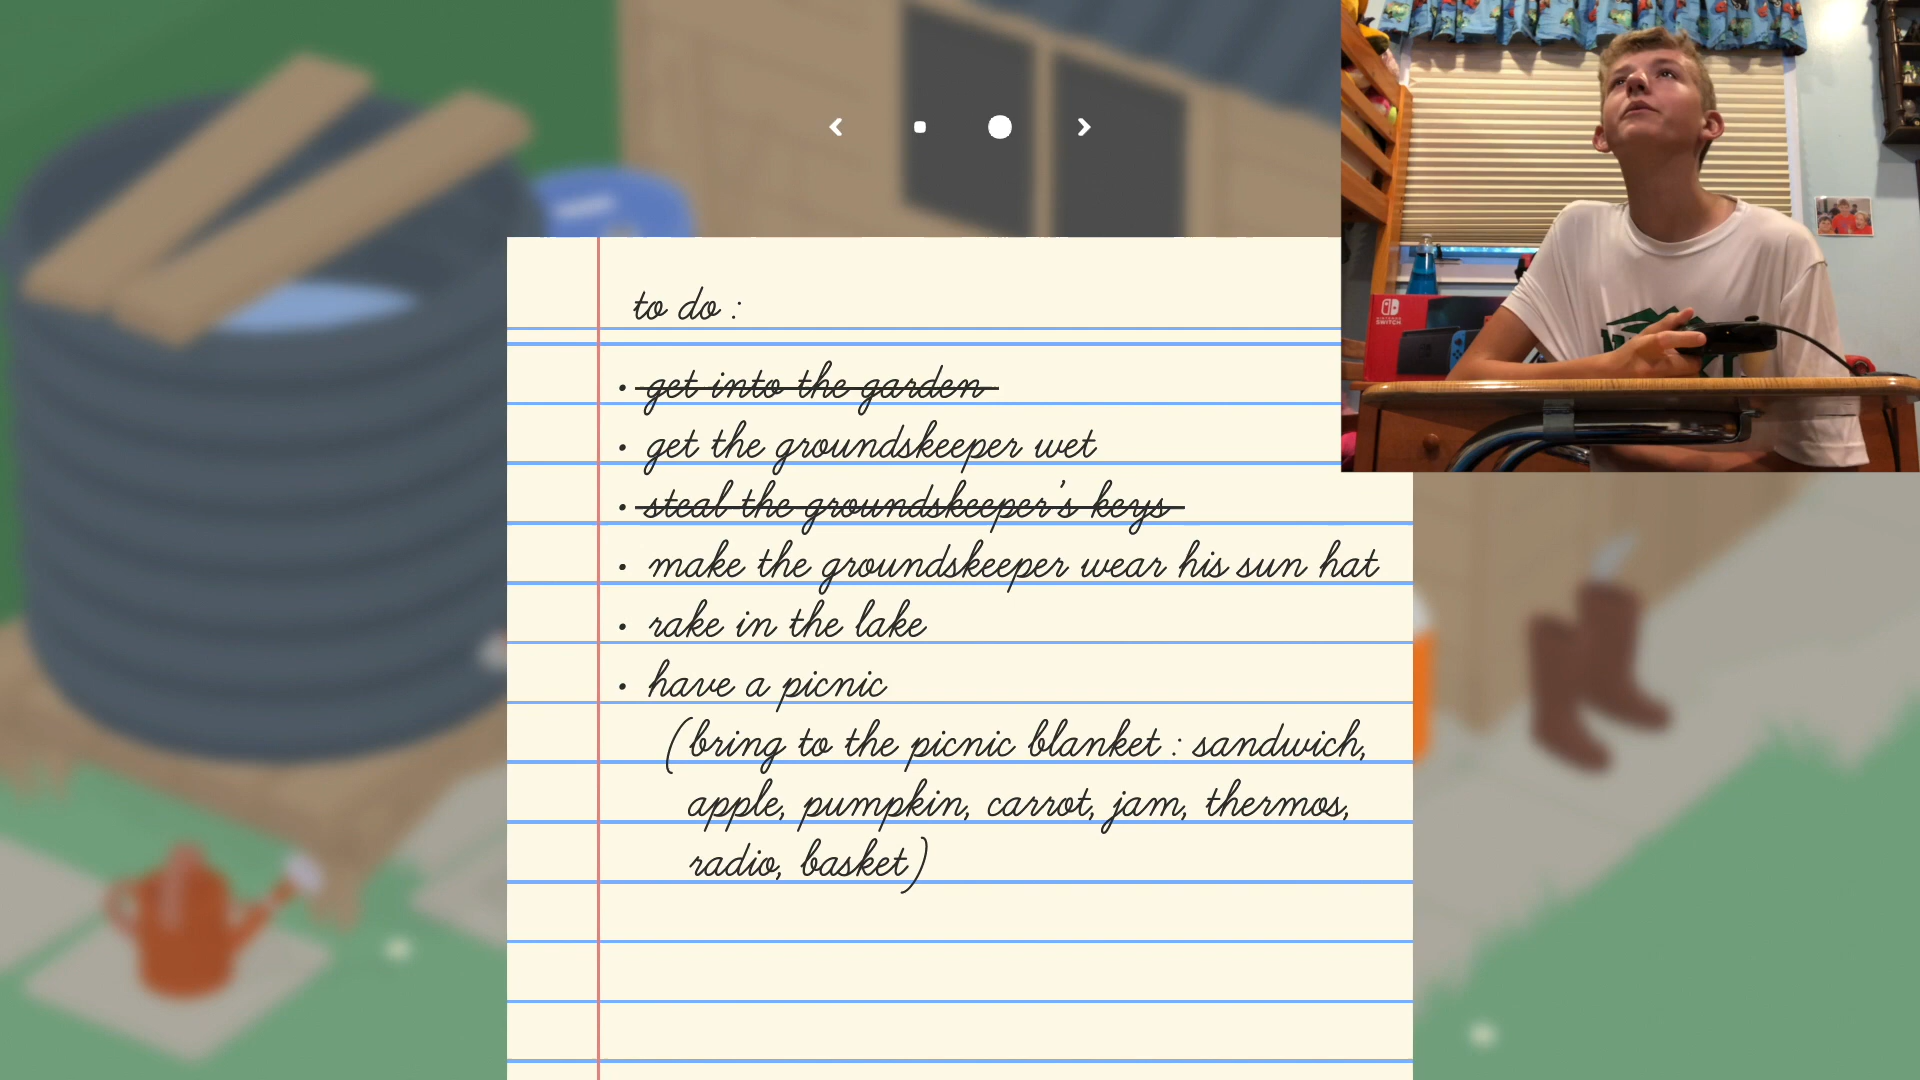 to do :
• get into the garden
• get the groundskeeper wet
• steal the groundskeeper's keys
• make the groundskeeper wear his sun hat
• rake in the lake
• have a picnic
(bring to the picnic blanket : sandwich,
apple, pumpkin, carrot, jam, thermos,
radio, basket)
NINTENDO
SWITCH